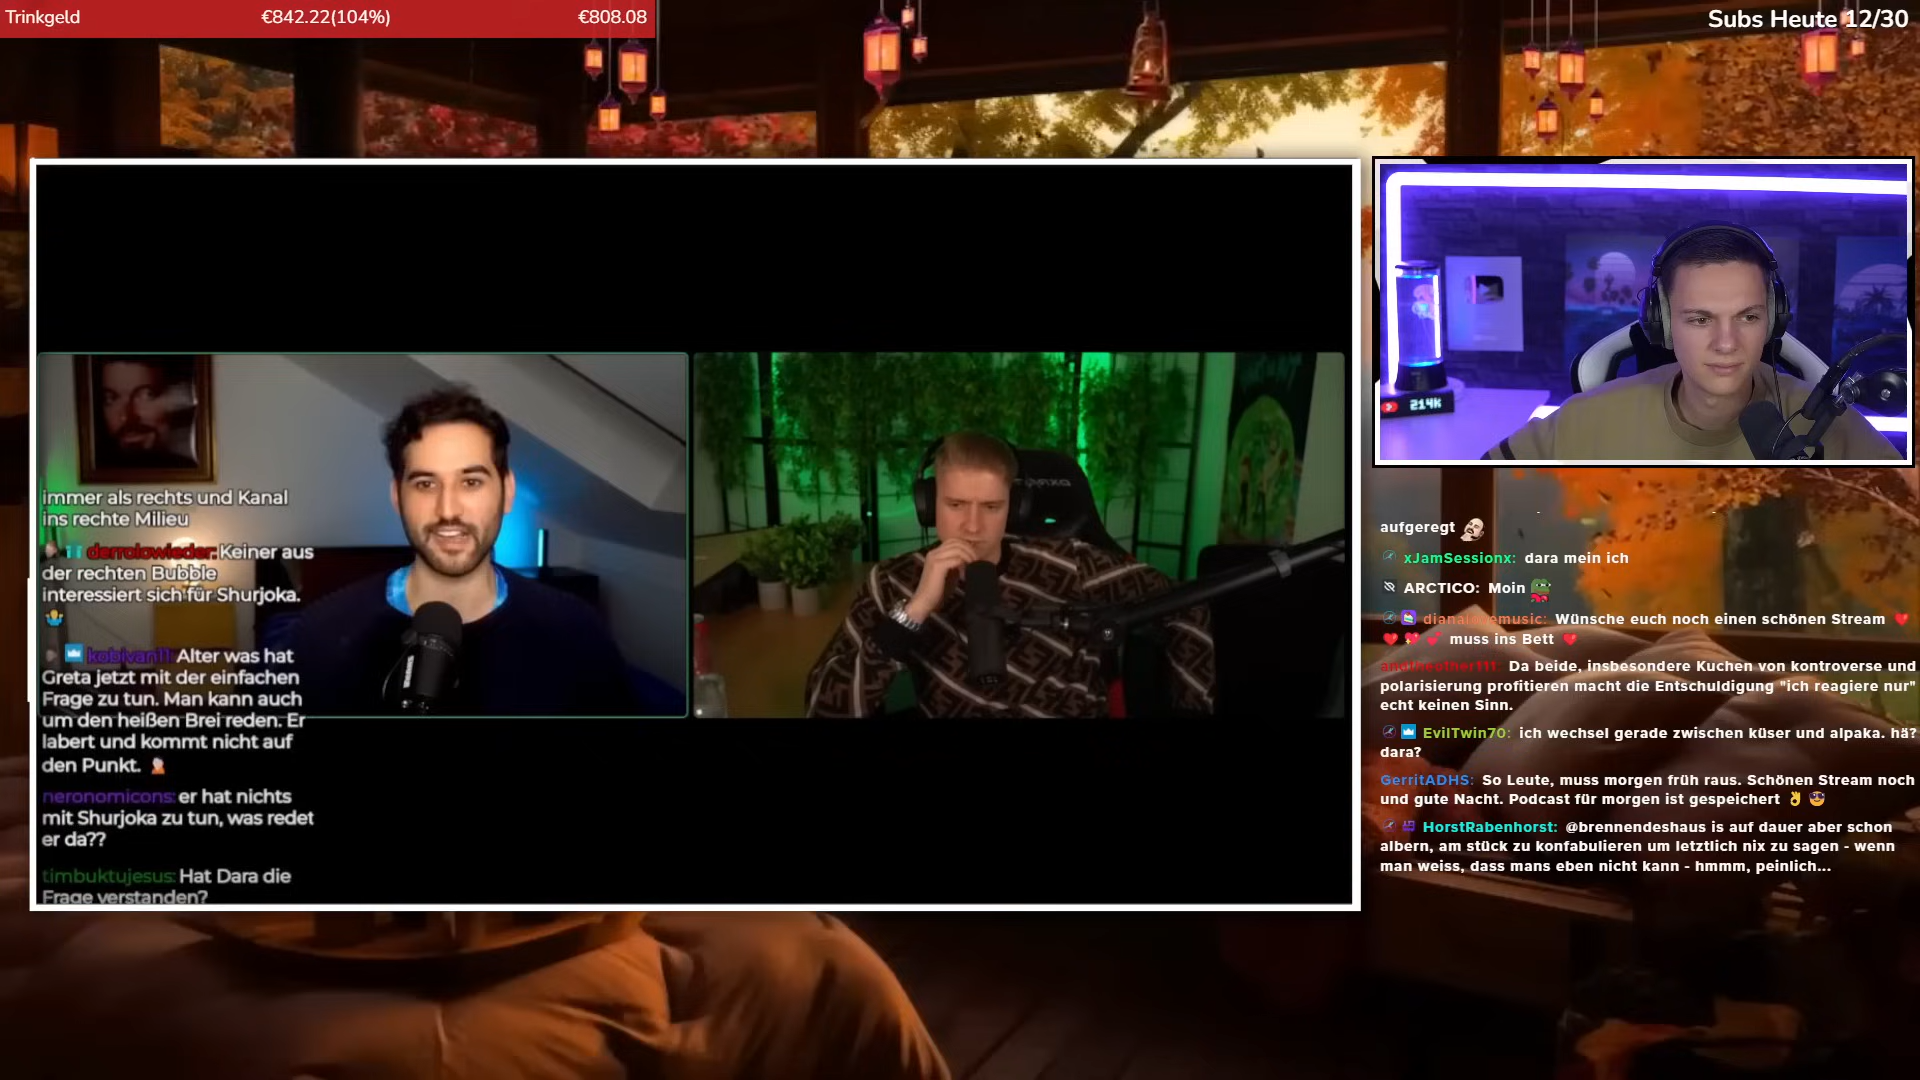 Trinkgeld €842.22(104%) €808.08
Subs Heute 12/30
immer als rechts und Kanal
ins rechte Milieu
derrolowieder: Keiner aus
der rechten Bubble
interessiert sich für Shurjoka.
kobivan11: Alter was hat
Greta jetzt mit der einfachen
Frage zu tun. Man kann auch
um den heißen Brei reden. Er
labert und kommt nicht auf
den Punkt.
neronomicons: er hat nichts
mit Shurjoka zu tun, was redet
er da??
timbuktujesus: Hat Dara die
Frage verstanden?
214K
aufgeregt
xJamSessionx: dara mein ich
ARCTICO: Moin
Wünsche euch noch einen schönen Stream
muss ins Bett
Da beide, insbesondere Kuchen von kontroverse und
polarisierung profitieren macht die Entschuldigung "ich reagiere nur"
echt keinen Sinn.
EvilTwin70: ich wechsel gerade zwischen küser und alpaka. hä?
dara?
GerritADHS: So Leute, muss morgen früh raus. Schönen Stream noch
und gute Nacht. Podcast für morgen ist gespeichert
HorstRabenhorst: @brennendeshaus is auf dauer aber schon
albern, am stück zu konfabulieren um letztlich nix zu sagen - wenn
man weiss, dass mans eben nicht kann - hmmm, peinlich...